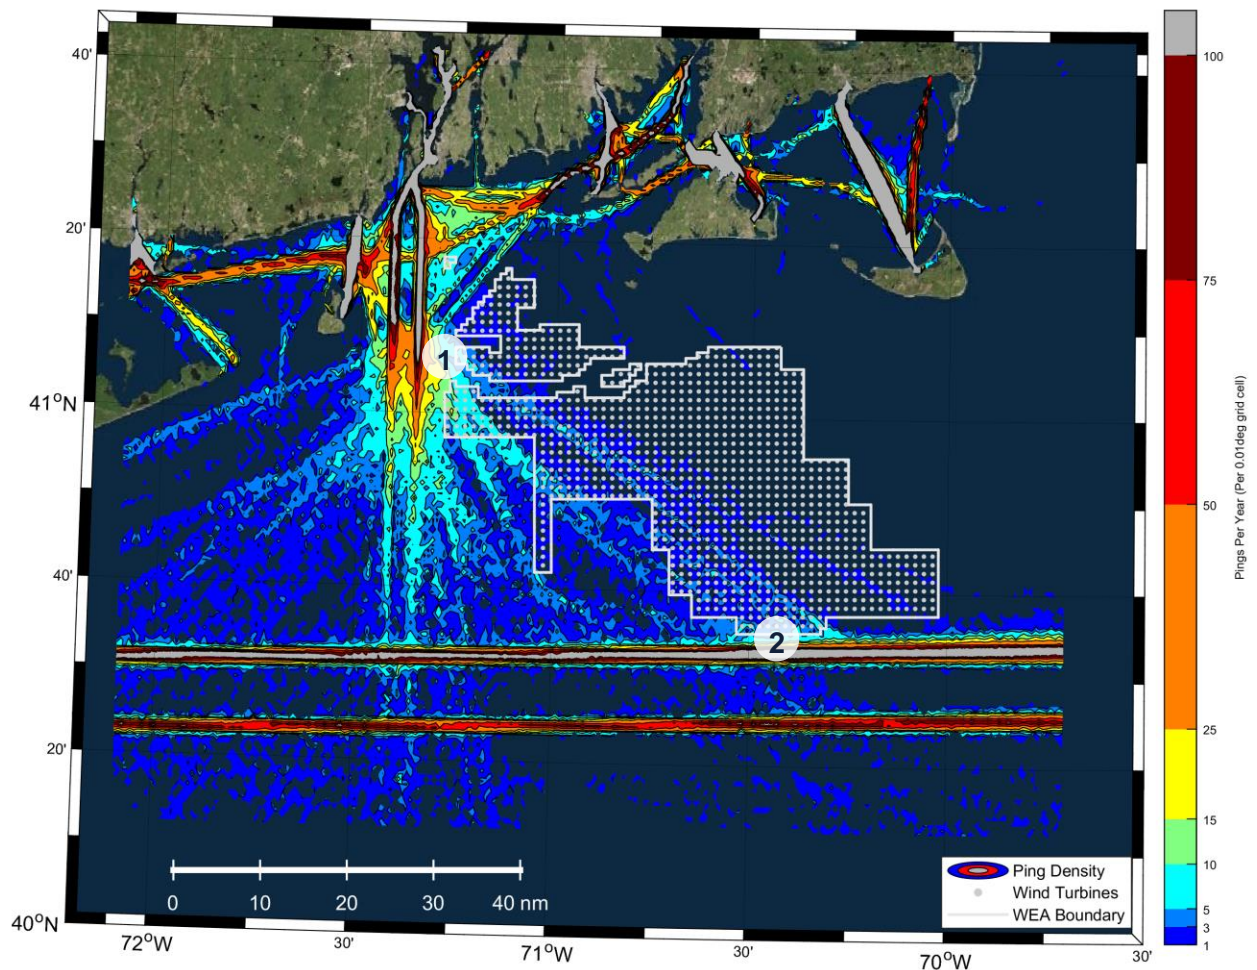 40'
20'
41°N
40'
20'
40°N
72°W
30'
71°W
30'
70°W
30'
1
2
0 10 20 30 40 nm
Ping Density
Wind Turbines
WEA Boundary
100
75
50
25
15
10
5
3
1
Pings Per Year (Per 0.01deg grid cell)